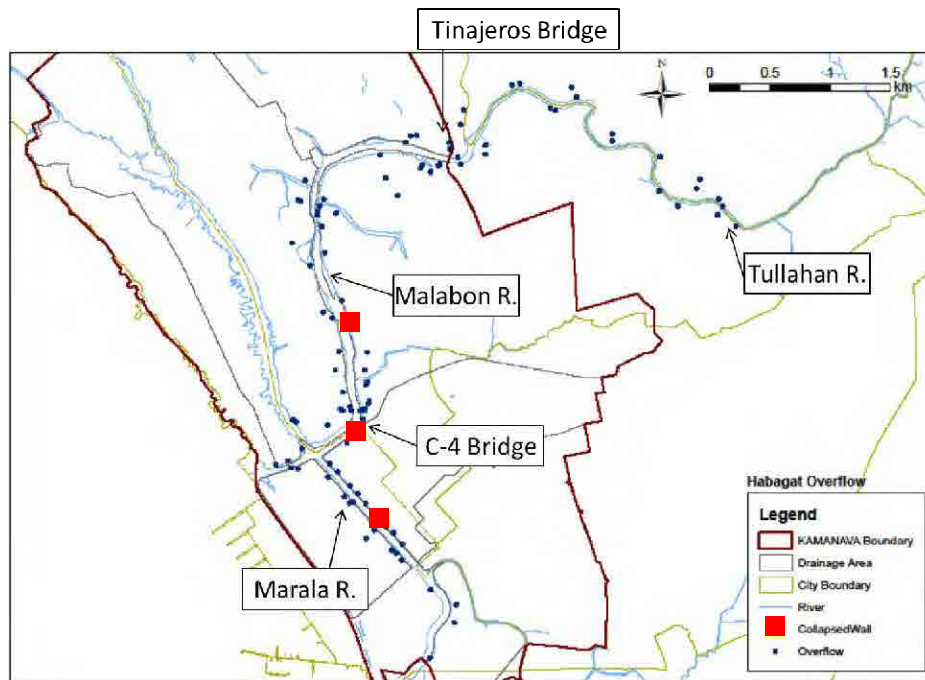 Tinajeros Bridge
N
0 0.5 1 1.5
km
Tullahan R.
Malabon R.
C-4 Bridge
Marala R.
Habagat Overflow
Legend
KAMANAVA Boundary
Drainage Area
City Boundary
River
CollapsedWall
Overflow